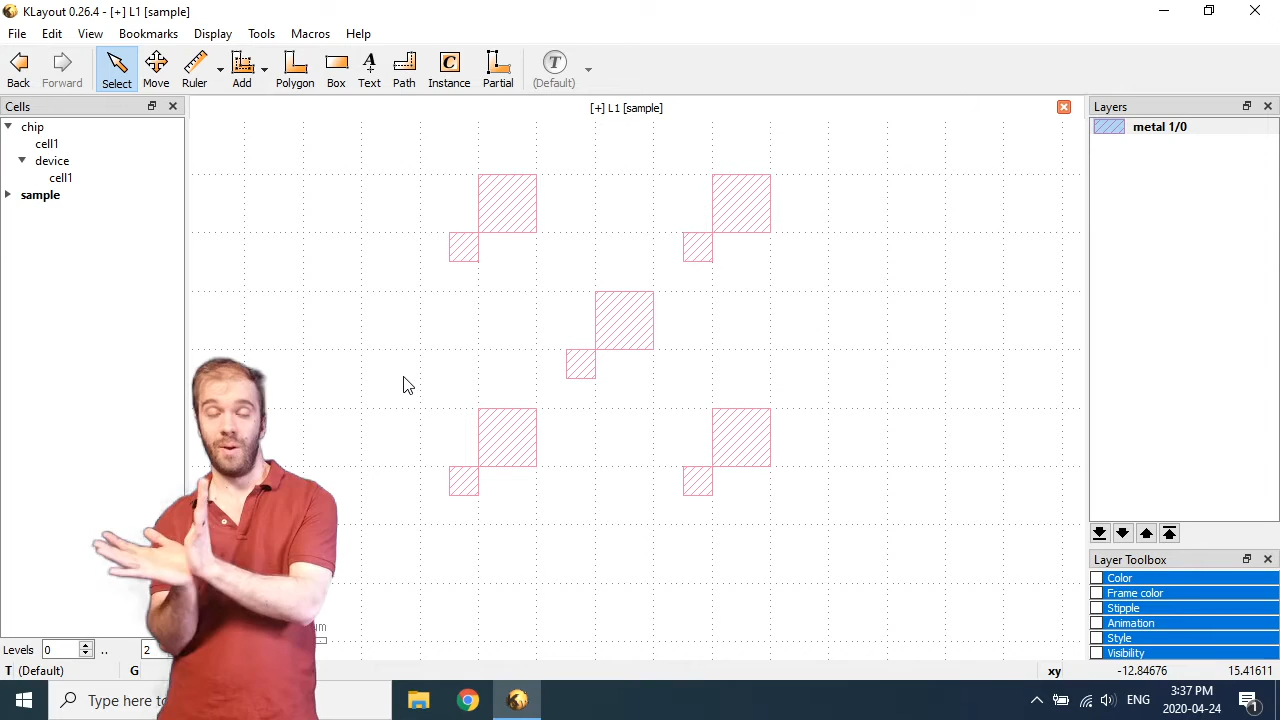 KLayout 0.26.4 - [+] L1 [sample]
File Edit View Bookmarks Display Tools Macros Help
Back Forward Select Move Ruler Add Polygon Box Text Path Instance Partial (Default)
Cells
[+] L1 [sample]
Layers
chip
cell1
device
cell1
sample
metal 1/0
Layer Toolbox
Color
Frame color
Stipple
Animation
Style
Visibility
Levels 0 .. 2
T (Default) G
xy -12.84676 15.41611
Type here to
ENG
3:37 PM
2020-04-24
1